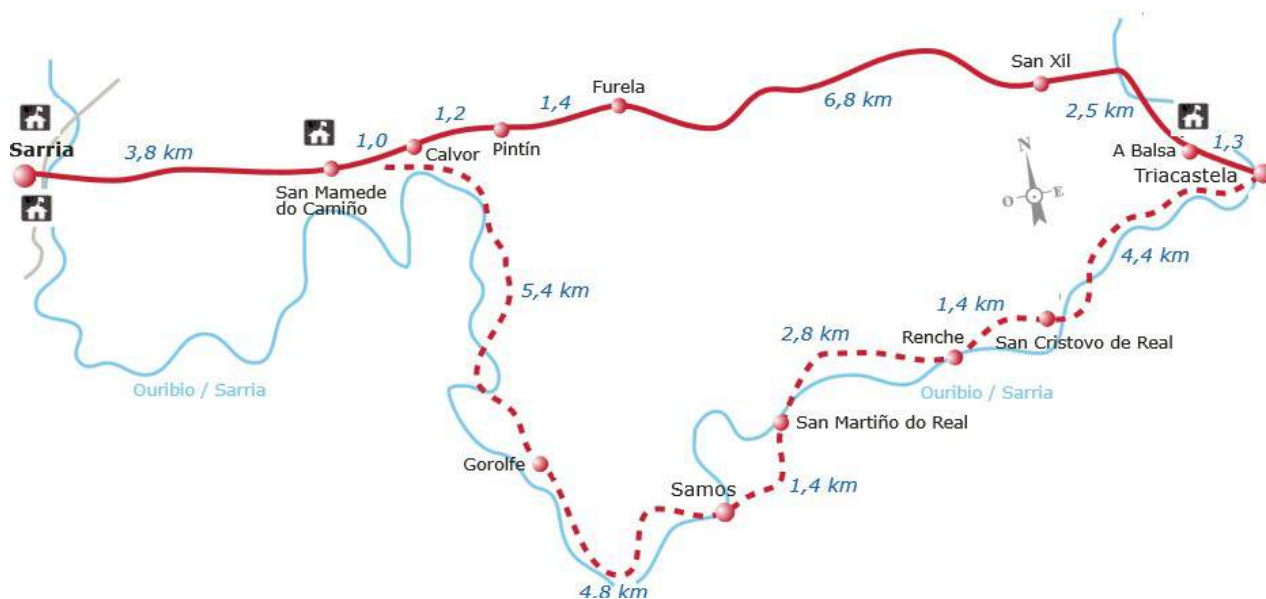 San Xil
Furela
6,8 km
2,5 km
1,4
1,2
1,0
3,8 km
Sarria
Calvor
Pintín
A Balsa
1,3
Triacastela
San Mamede
do Camiño
N
O
E
4,4 km
5,4 km
1,4 km
2,8 km
Renche
San Cristovo de Real
Ouribio / Sarria
Ouribio / Sarria
San Martiño do Real
Gorolfe
Samos
1,4 km
4,8 km